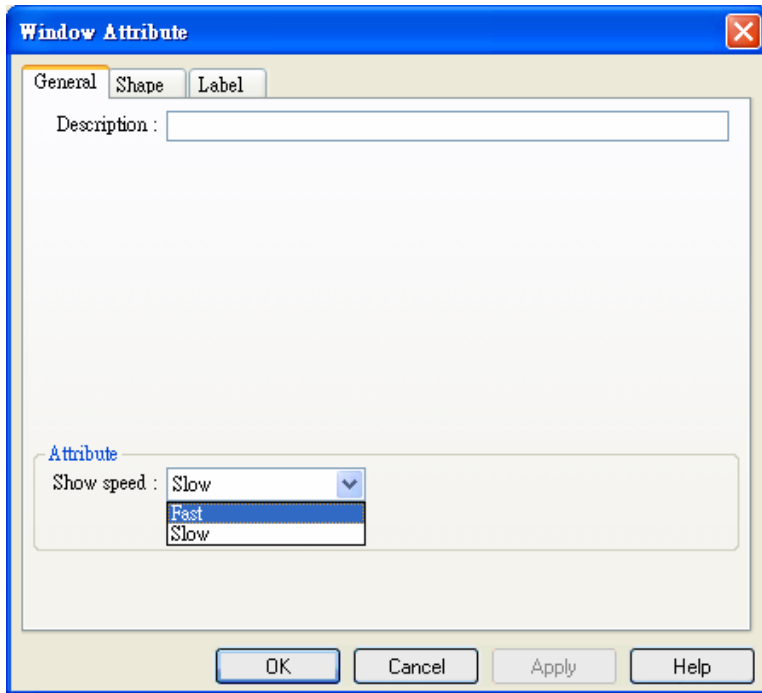 Window Attribute
General Shape Label
Description :
Attribute
Show speed : Slow
Fast
Slow
OK Cancel Apply Help